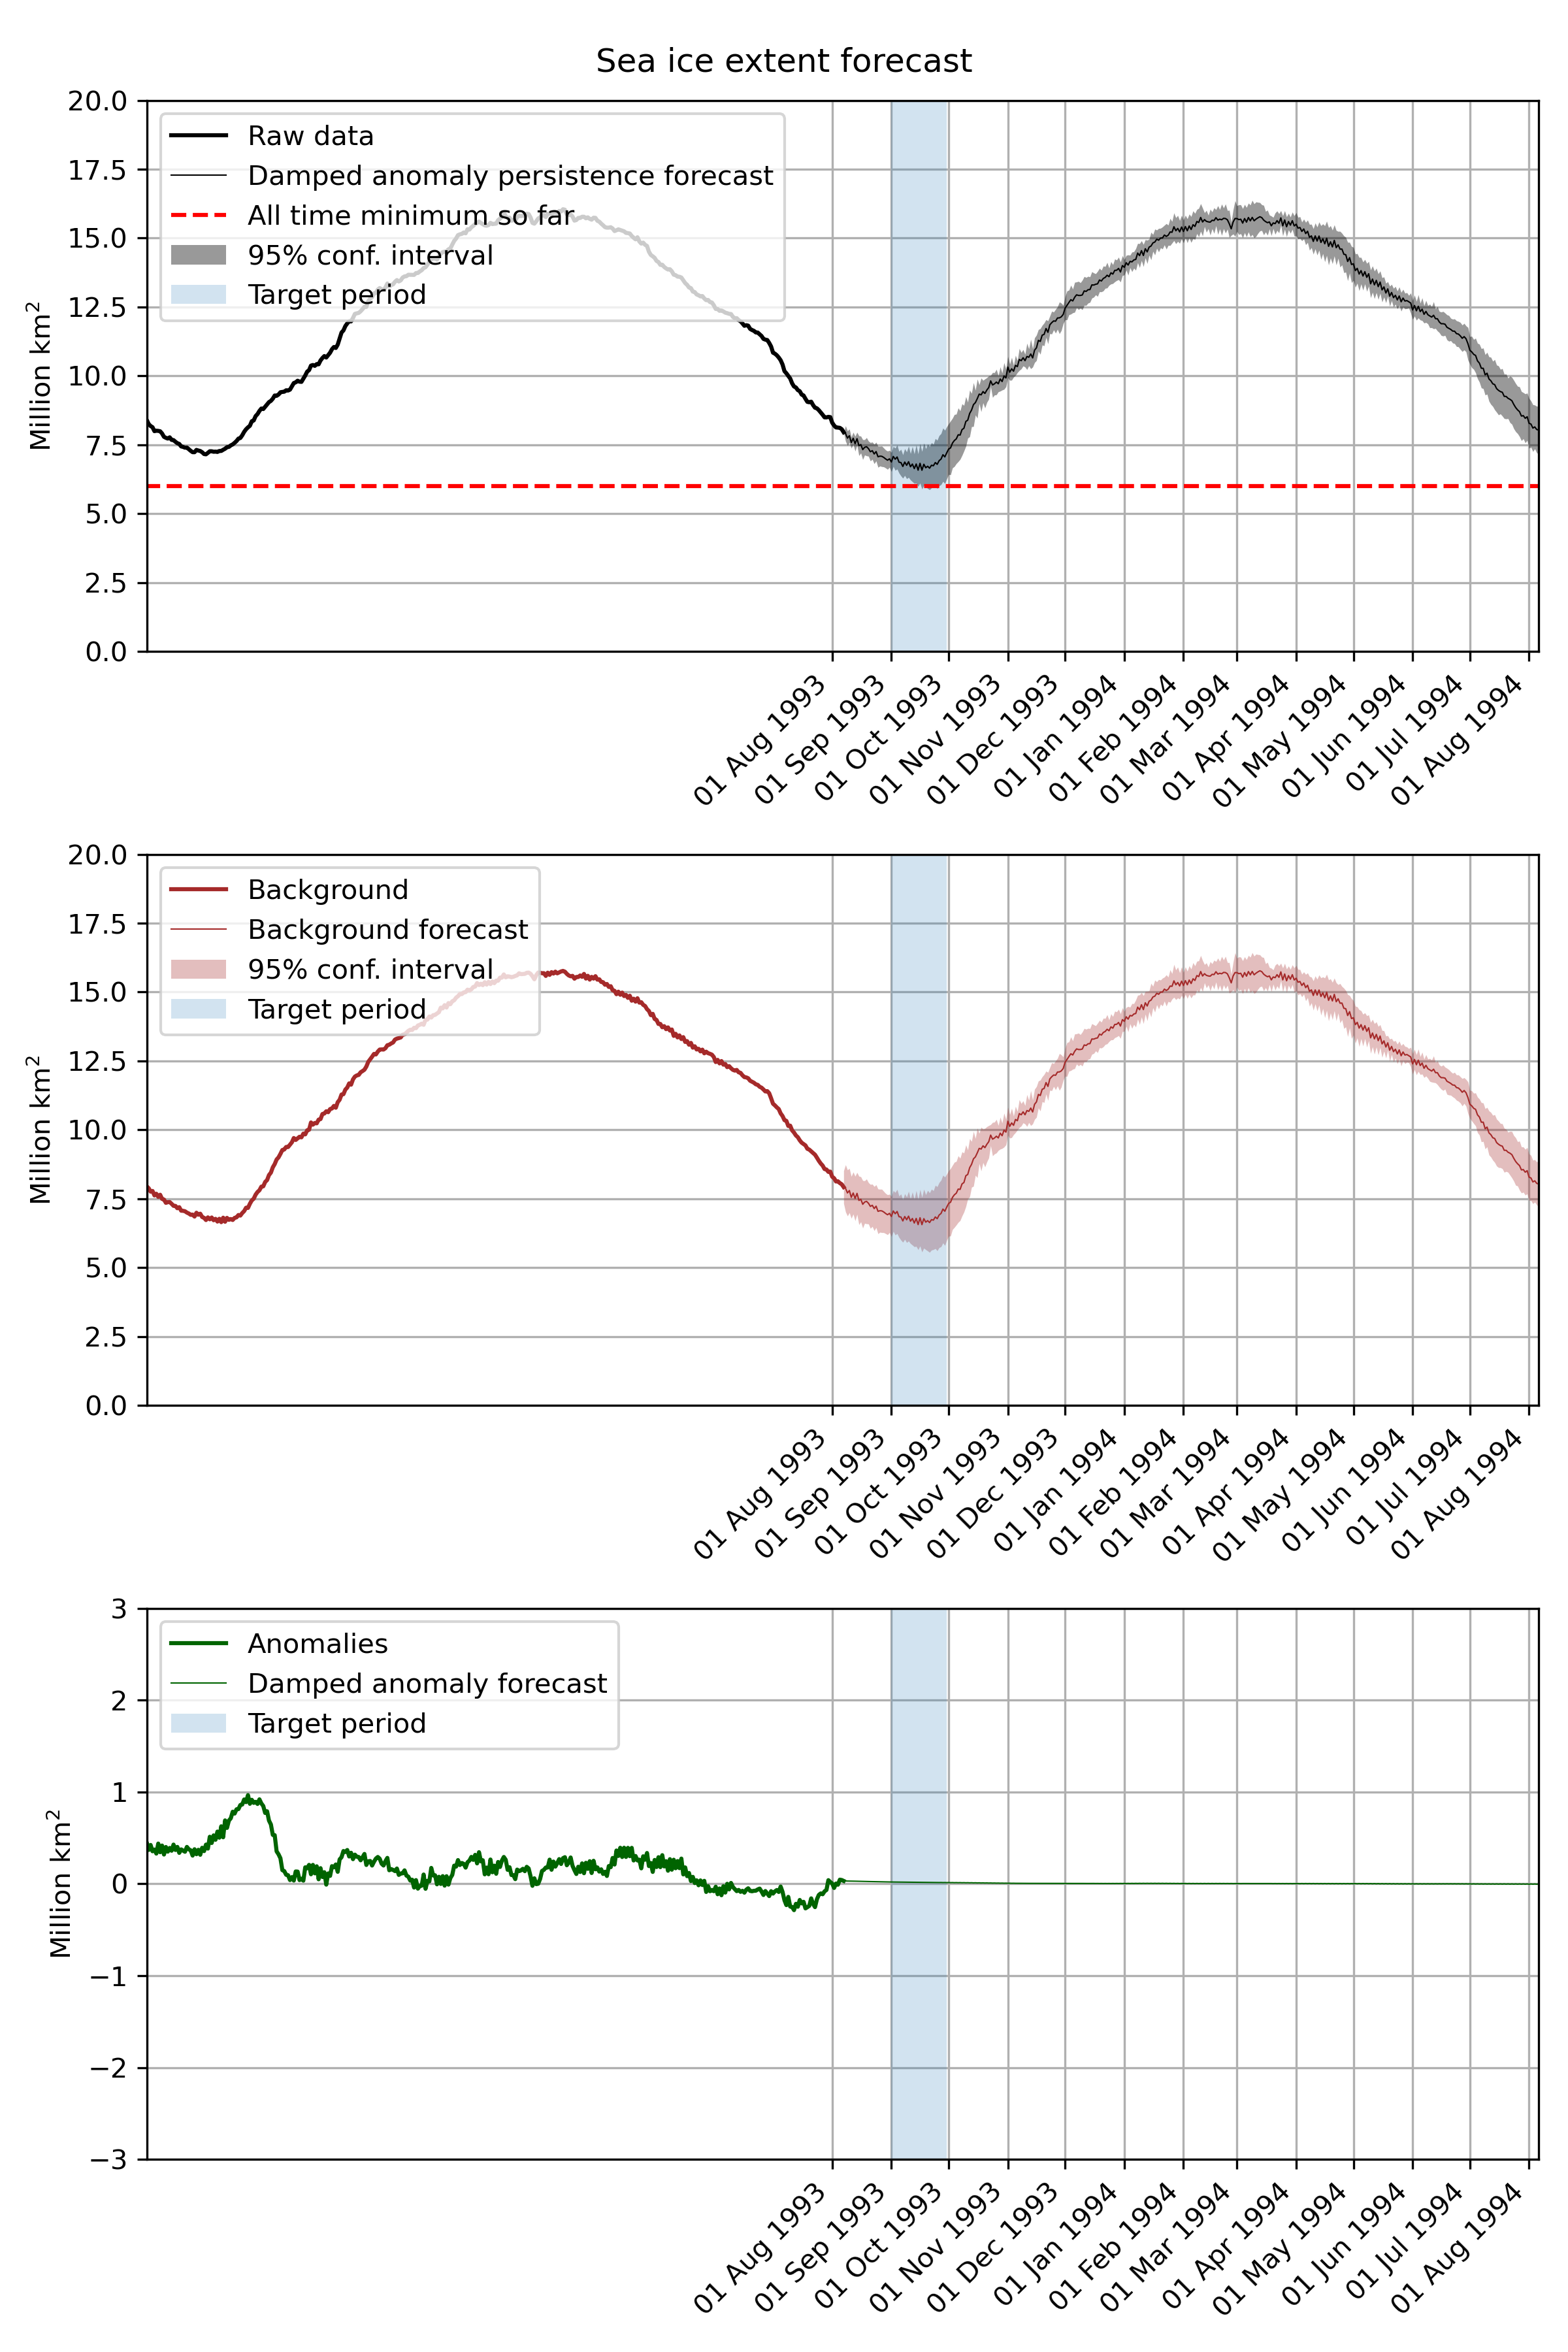 Sea ice extent forecast
20.0
17.5
15.0
12.5
10.0
7.5
5.0
2.5
0.0
Million km²
Raw data
Damped anomaly persistence forecast
All time minimum so far
95% conf. interval
Target period
01 Aug 1993
01 Sep 1993
01 Oct 1993
01 Nov 1993
01 Dec 1993
01 Jan 1994
01 Feb 1994
01 Mar 1994
01 Apr 1994
01 May 1994
01 Jun 1994
01 Jul 1994
01 Aug 1994
20.0
17.5
15.0
12.5
10.0
7.5
5.0
2.5
0.0
Million km²
Background
Background forecast
95% conf. interval
Target period
01 Aug 1993
01 Sep 1993
01 Oct 1993
01 Nov 1993
01 Dec 1993
01 Jan 1994
01 Feb 1994
01 Mar 1994
01 Apr 1994
01 May 1994
01 Jun 1994
01 Jul 1994
01 Aug 1994
3
2
1
0
−1
−2
−3
Million km²
Anomalies
Damped anomaly forecast
Target period
01 Aug 1993
01 Sep 1993
01 Oct 1993
01 Nov 1993
01 Dec 1993
01 Jan 1994
01 Feb 1994
01 Mar 1994
01 Apr 1994
01 May 1994
01 Jun 1994
01 Jul 1994
01 Aug 1994